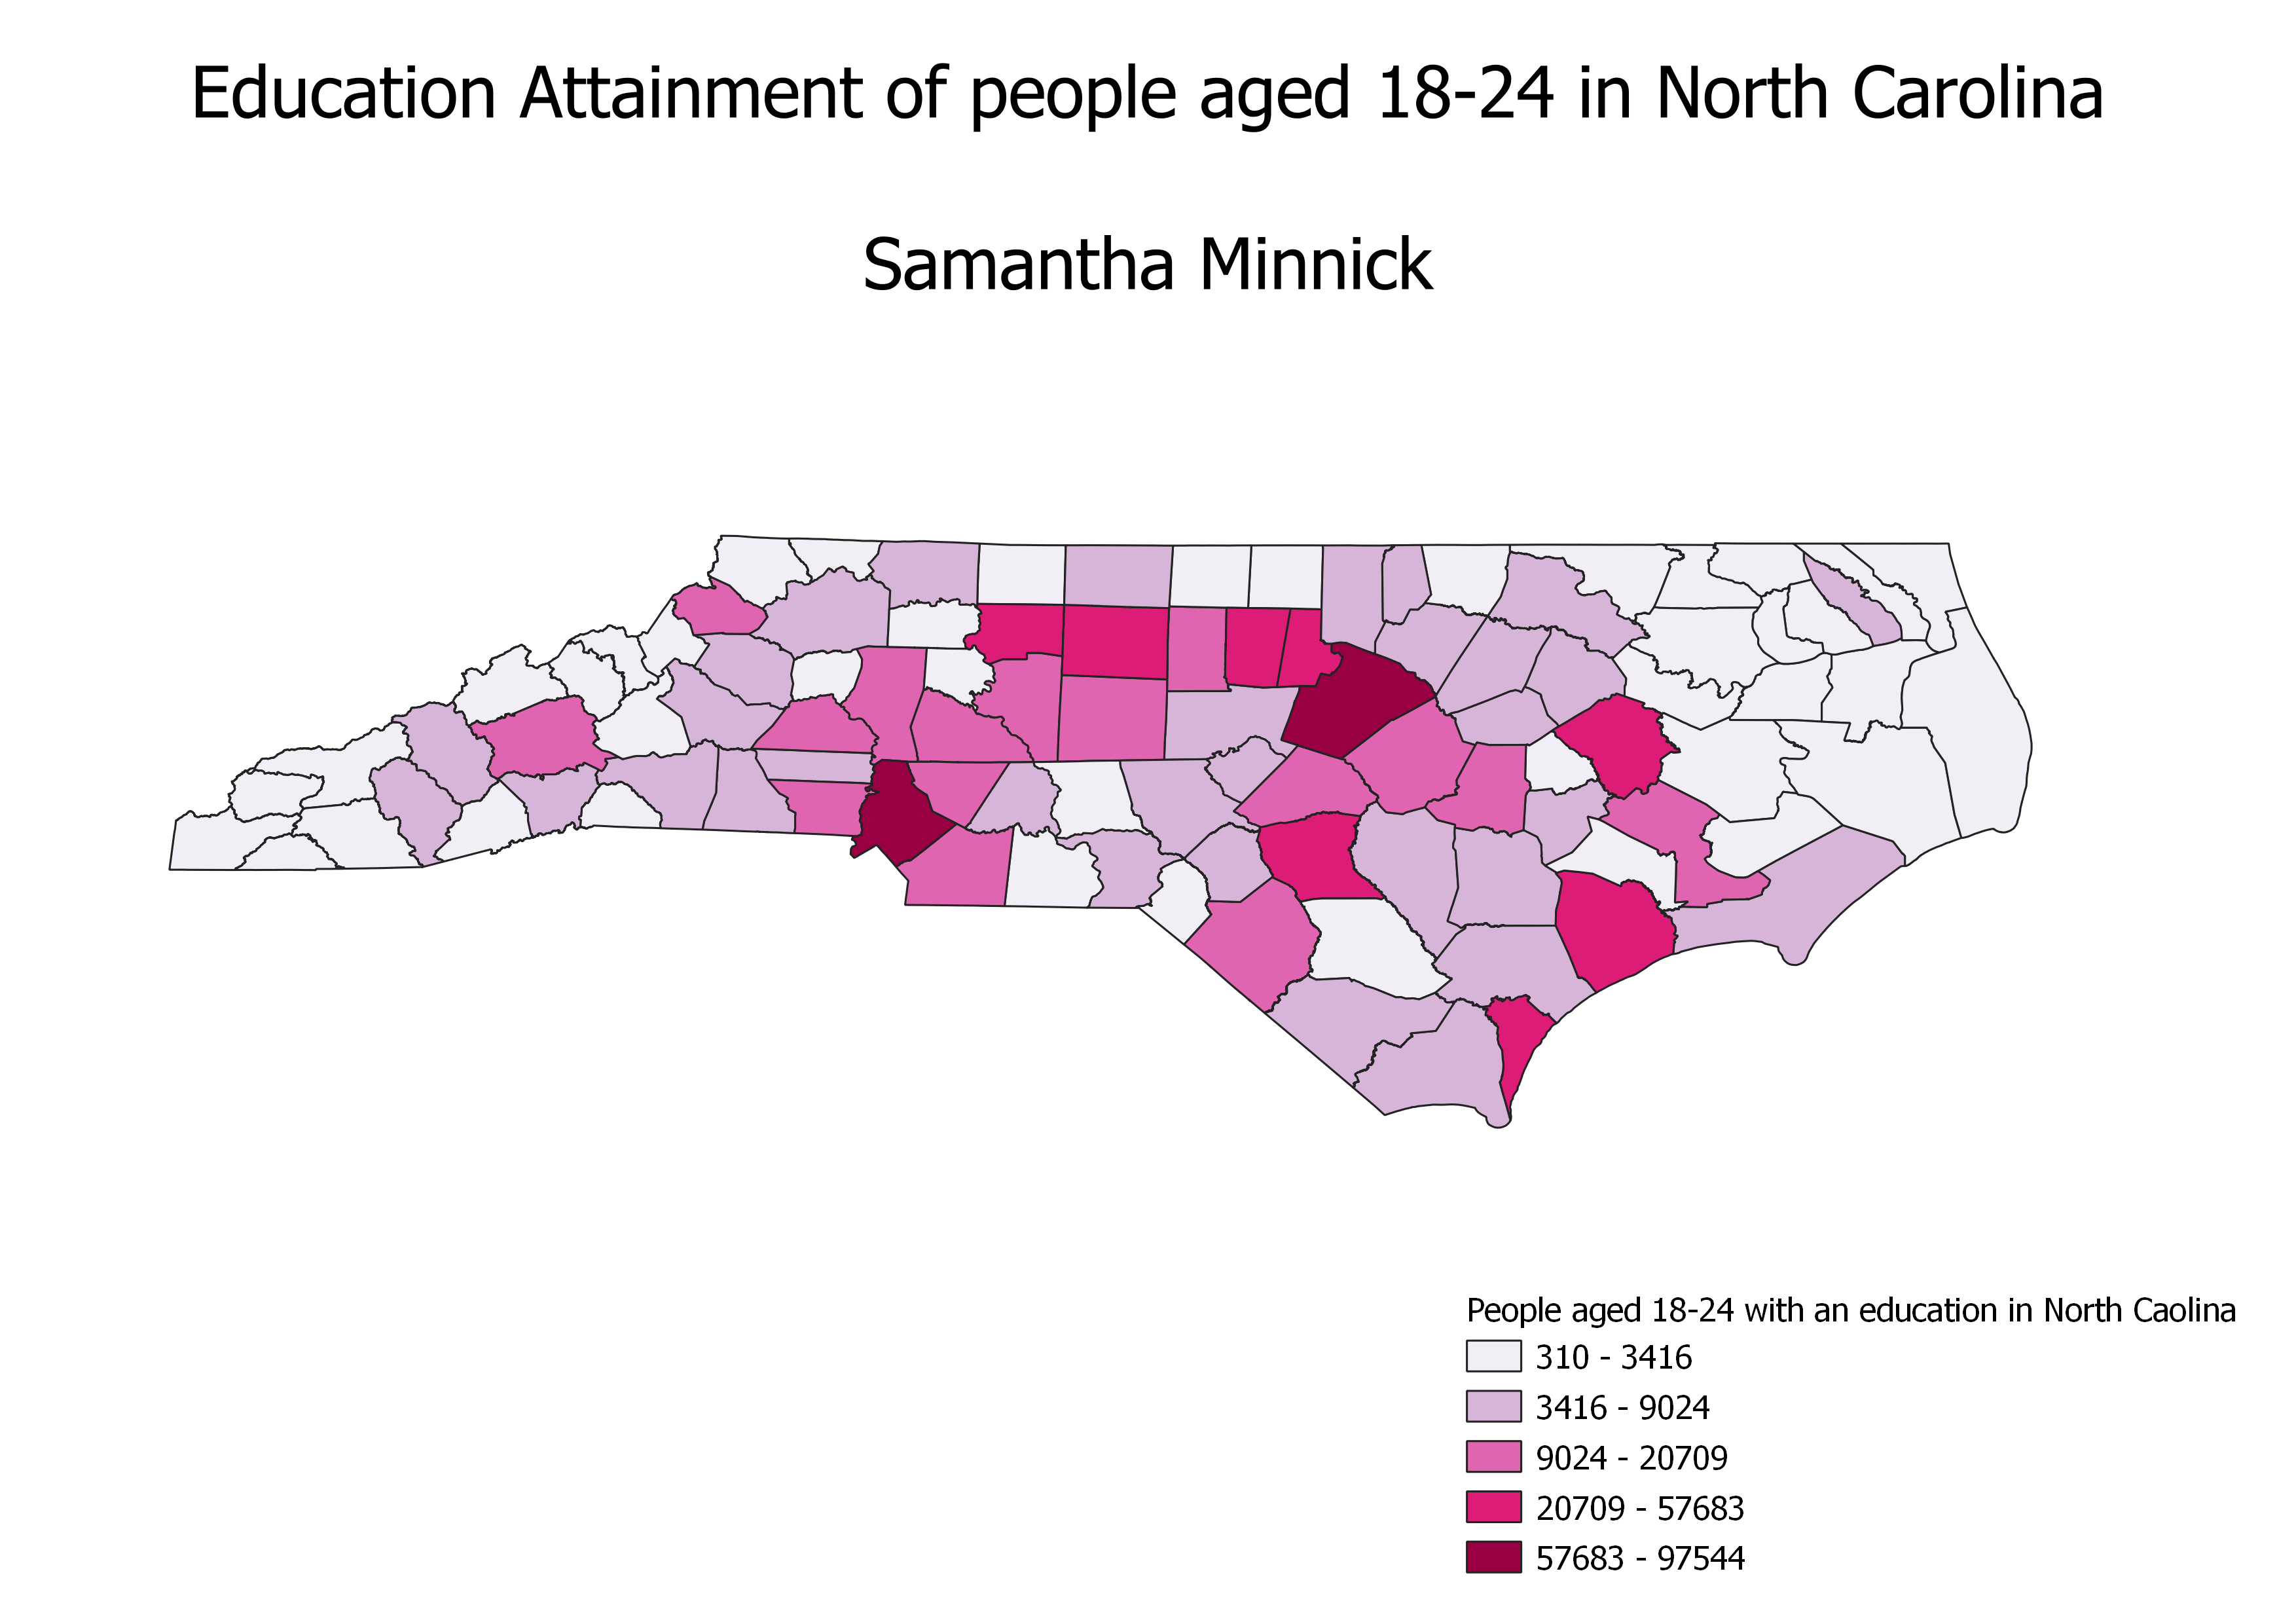 Education Attainment of people aged 18-24 in North Carolina
Samantha Minnick
People aged 18-24 with an education in North Caolina
310 - 3416
3416 - 9024
9024 - 20709
20709 - 57683
57683 - 97544